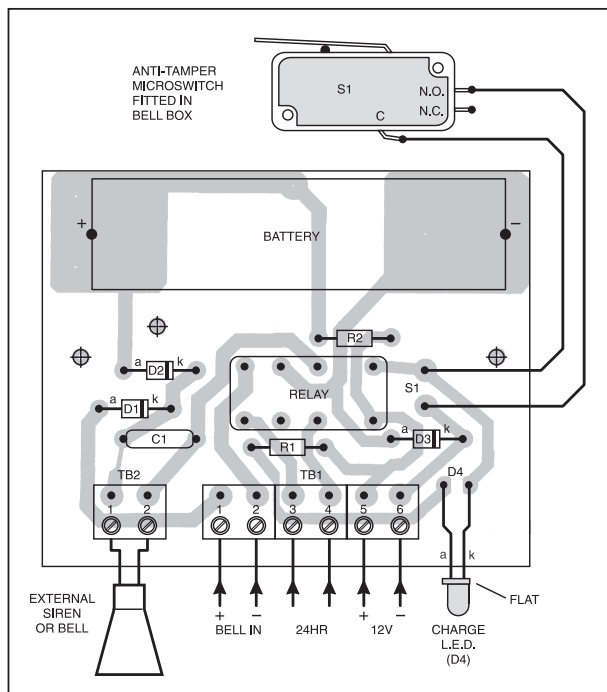 ANTI-TAMPER
MICROSWITCH
FITTED IN
BELL BOX
S1
N.O.
N.C.
C
+
BATTERY
−
R2
a
D2
k
RELAY
S1
a
D1
k
C1
R1
a
D3
k
TB2
TB1
D4
1
2
1
2
3
4
5
6
a
k
+
−
+
−
FLAT
EXTERNAL
SIREN
OR BELL
BELL IN
24HR
12V
CHARGE
L.E.D.
(D4)